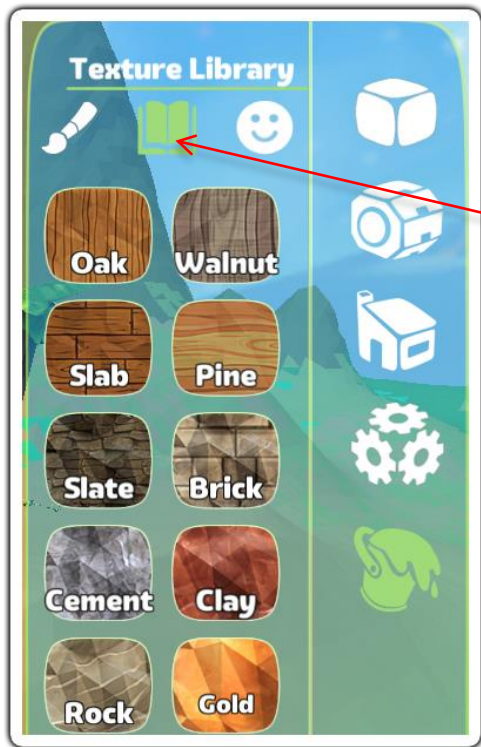 Texture Library
Oak Walnut
Slab Pine
Slate Brick
Cement Clay
Rock Gold